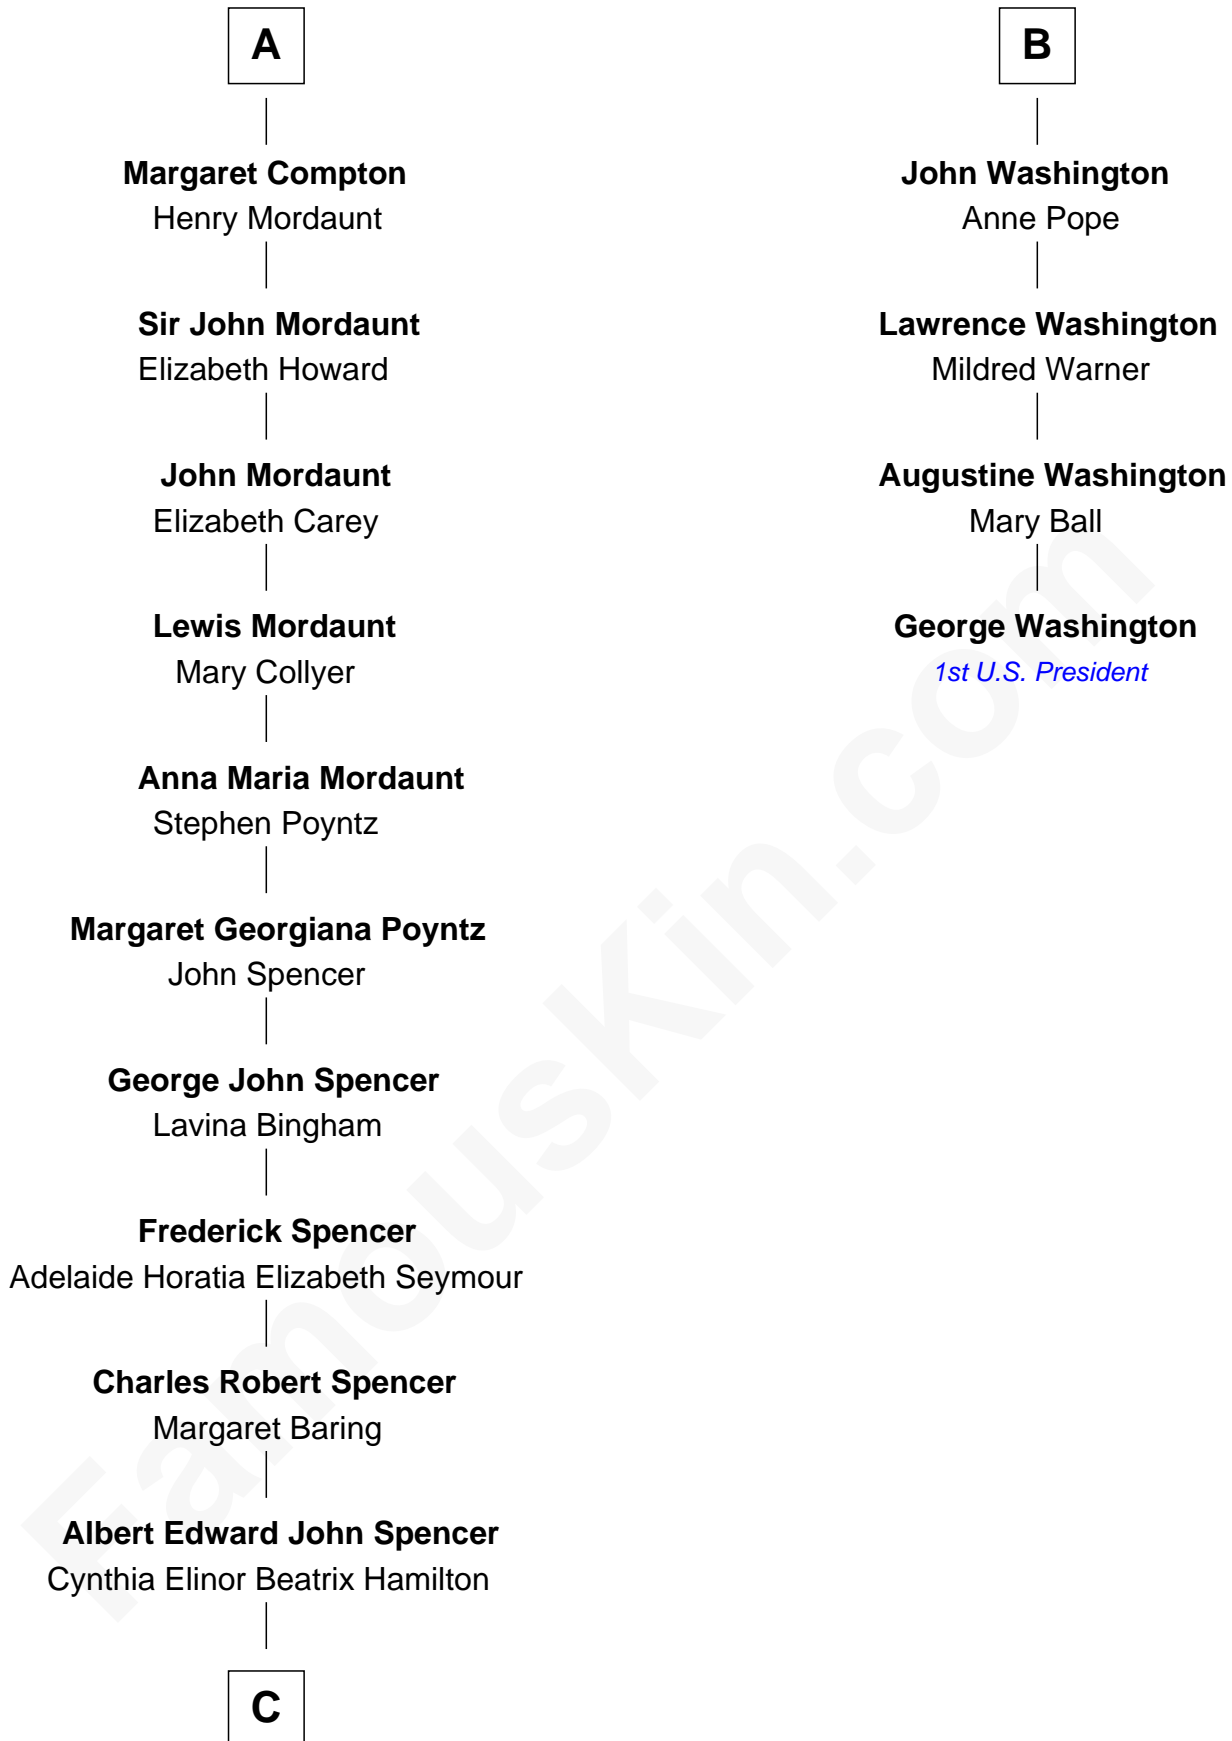 A
Margaret Compton
Henry Mordaunt
Sir John Mordaunt
Elizabeth Howard
John Mordaunt
Elizabeth Carey
Lewis Mordaunt
Mary Collyer
Anna Maria Mordaunt
Stephen Poyntz
Margaret Georgiana Poyntz
John Spencer
George John Spencer
Lavina Bingham
Frederick Spencer
Adelaide Horatia Elizabeth Seymour
Charles Robert Spencer
Margaret Baring
Albert Edward John Spencer
Cynthia Elinor Beatrix Hamilton
C
B
John Washington
Anne Pope
Lawrence Washington
Mildred Warner
Augustine Washington
Mary Ball
George Washington
1st U.S. President
FamousKin.com